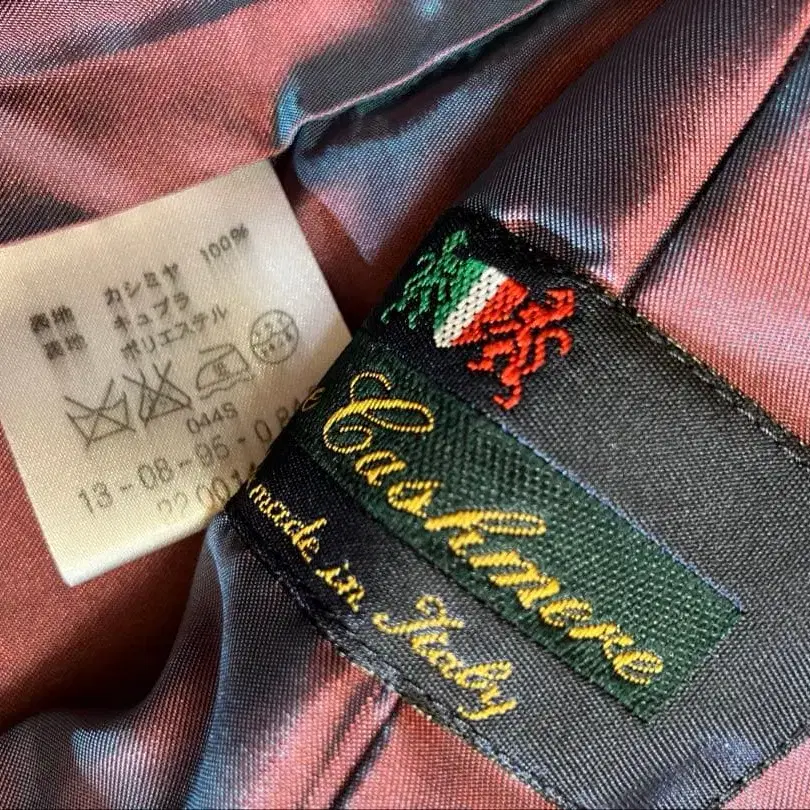 表地 カシミヤ 100%
裏地 キュプラ
ポリエステル
044S
13-08-95-0
Cashmere
made in Italy